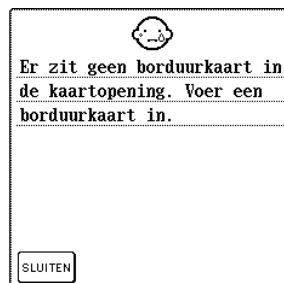 Er zit geen borduurkaart in
de kaartopening. Voer een
borduurkaart in.
SLUITEN